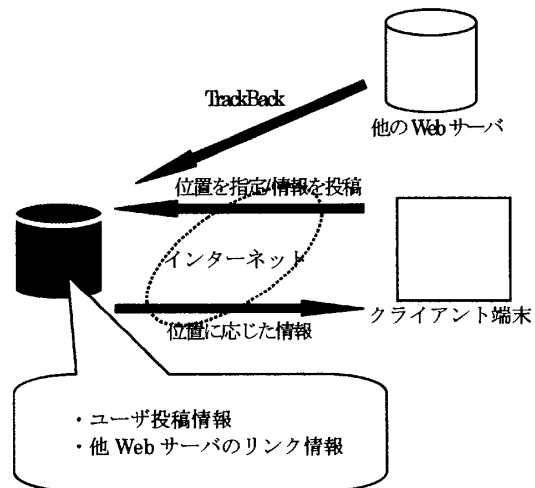 TrackBack
他の Web サーバ
位置を指定/情報を投稿
インターネット
クライアント端末
位置に応じた情報
・ユーザ投稿情報
・他 Web サーバのリンク情報